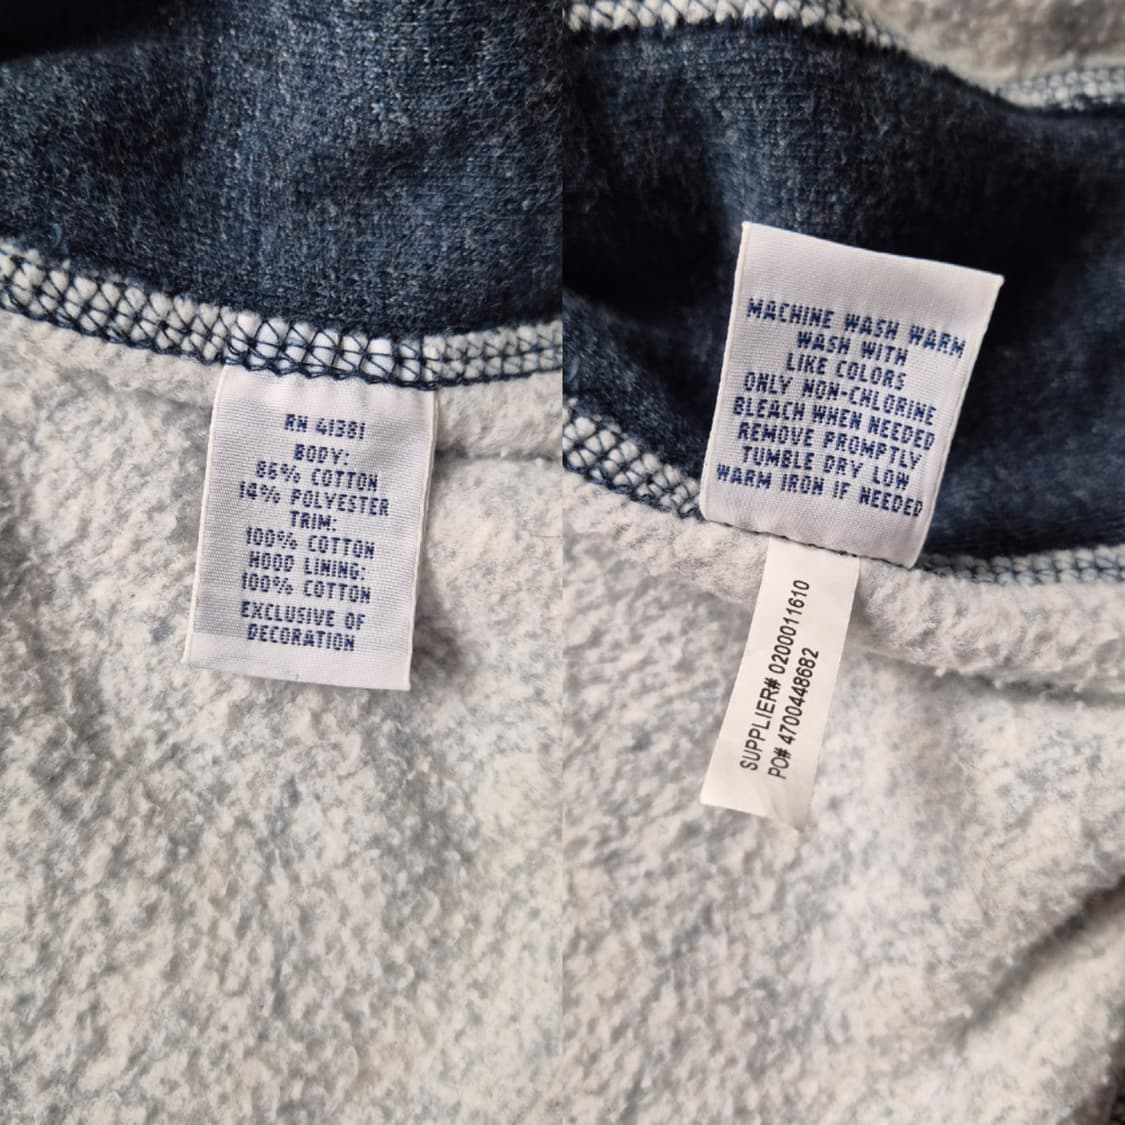 RN 41381
BODY:
86% COTTON
14% POLYESTER
TRIM:
100% COTTON
HOOD LINING:
100% COTTON
EXCLUSIVE OF
DECORATION
MACHINE WASH WARM
WASH WITH
LIKE COLORS
ONLY NON-CHLORINE
BLEACH WHEN NEEDED
REMOVE PROMPTLY
TUMBLE DRY LOW
WARM IRON IF NEEDED
SUPPLIER# 0200011610
PO# 4700448682